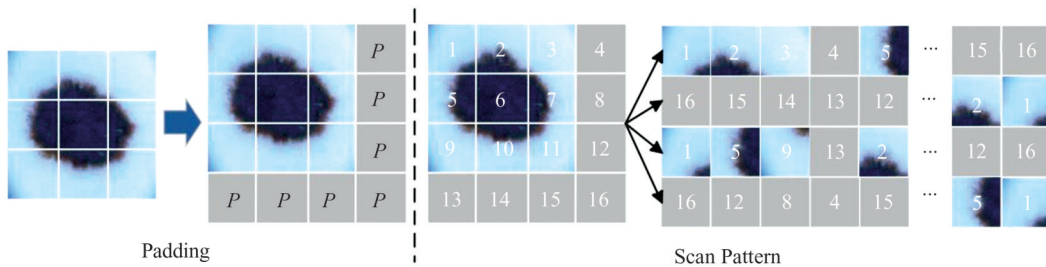 P
P
P
P P P P
1 2 3 4
5 6 7 8
9 10 11 12
13 14 15 16
1 2 3 4 5 ... 15 16
16 15 14 13 12 ... 2 1
1 5 9 13 2 ... 12 16
16 12 8 4 15 ... 5 1
Padding
Scan Pattern